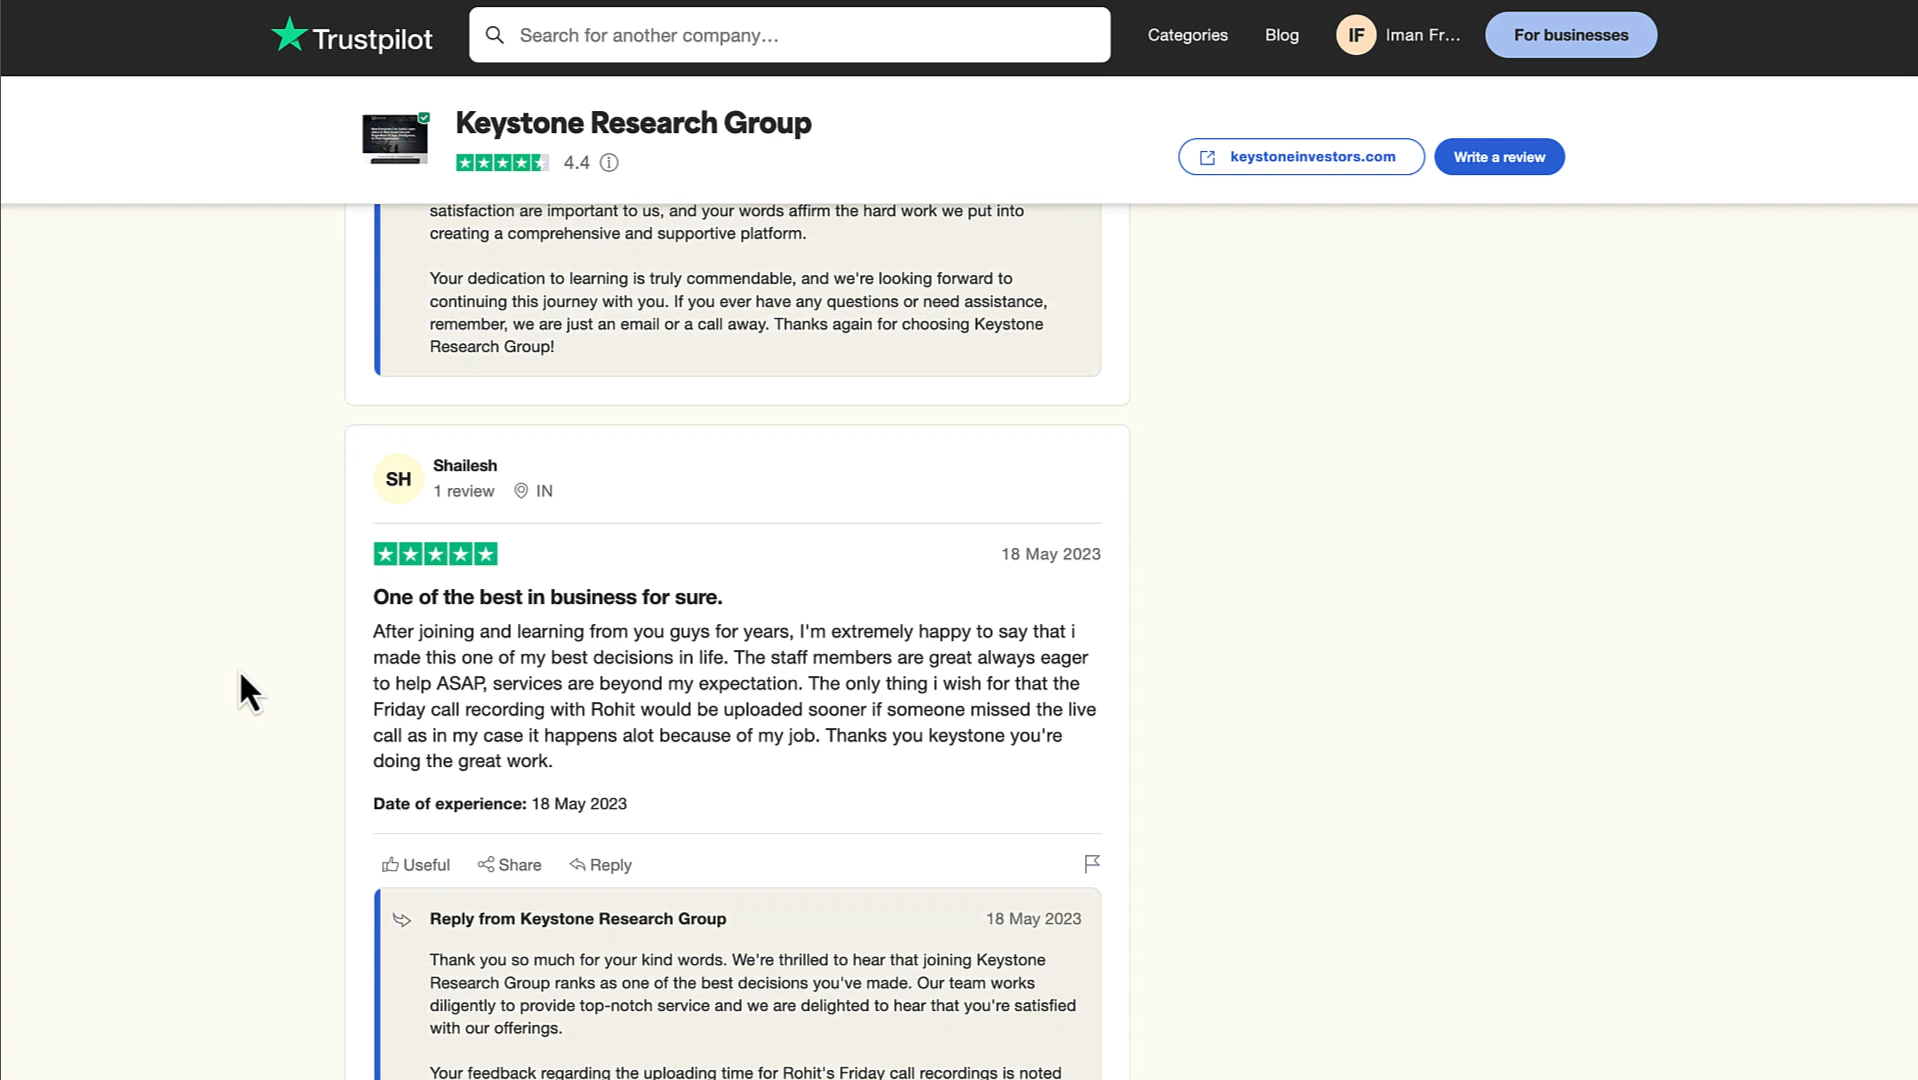 Trustpilot
Search for another company…
Categories
Blog
IF
Iman Fr…
For businesses
Keystone Research Group
4.4
keystoneinvestors.com
Write a review
satisfaction are important to us, and your words affirm the hard work we put into
creating a comprehensive and supportive platform.
Your dedication to learning is truly commendable, and we're looking forward to
continuing this journey with you. If you ever have any questions or need assistance,
remember, we are just an email or a call away. Thanks again for choosing Keystone
Research Group!
SH
Shailesh
1 review
IN
18 May 2023
One of the best in business for sure.
After joining and learning from you guys for years, I'm extremely happy to say that i
made this one of my best decisions in life. The staff members are great always eager
to help ASAP, services are beyond my expectation. The only thing i wish for that the
Friday call recording with Rohit would be uploaded sooner if someone missed the live
call as in my case it happens alot because of my job. Thanks you keystone you're
doing the great work.
Date of experience: 18 May 2023
Useful
Share
Reply
Reply from Keystone Research Group
18 May 2023
Thank you so much for your kind words. We're thrilled to hear that joining Keystone
Research Group ranks as one of the best decisions you've made. Our team works
diligently to provide top-notch service and we are delighted to hear that you're satisfied
with our offerings.
Your feedback regarding the uploading time for Rohit's Friday call recordings is noted